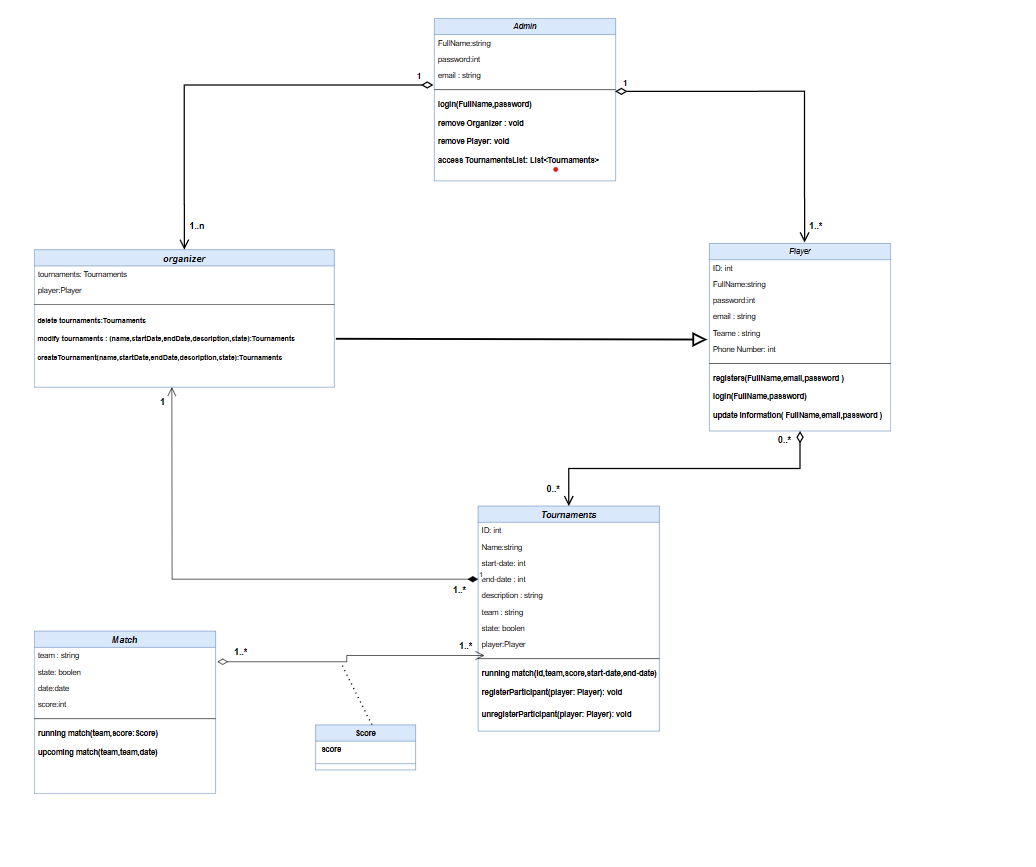 Admin
FullName:string
password:int
email : string
login(FullName,password)
remove Organizer : void
remove Player: void
access TournamentsList: List<Tournaments>
1
1
1..n
1..*
organizer
tournaments: Tournaments
player:Player
delete tournaments:Tournaments
modify tournaments : (name,startDate,endDate,description,state):Tournaments
createTournament(name,startDate,endDate,description,state):Tournaments
Player
ID: int
FullName:string
password:int
email : string
Teame : string
Phone Number: int
registers(FullName,email,password )
login(FullName,password)
update information( FullName,email,password )
1
0..*
0..*
Tournaments
ID: int
Name:string
start-date: int
1
end-date : int
description : string
team : string
state: boolen
player:Player
running match(id,team,score,start-date,end-date)
registerParticipant(player: Player): void
unregisterParticipant(player: Player): void
1..*
1..*
1..*
Match
team : string
state: boolen
date:date
score:int
running match(team,score:Score)
upcoming match(team,team,date)
Score
score